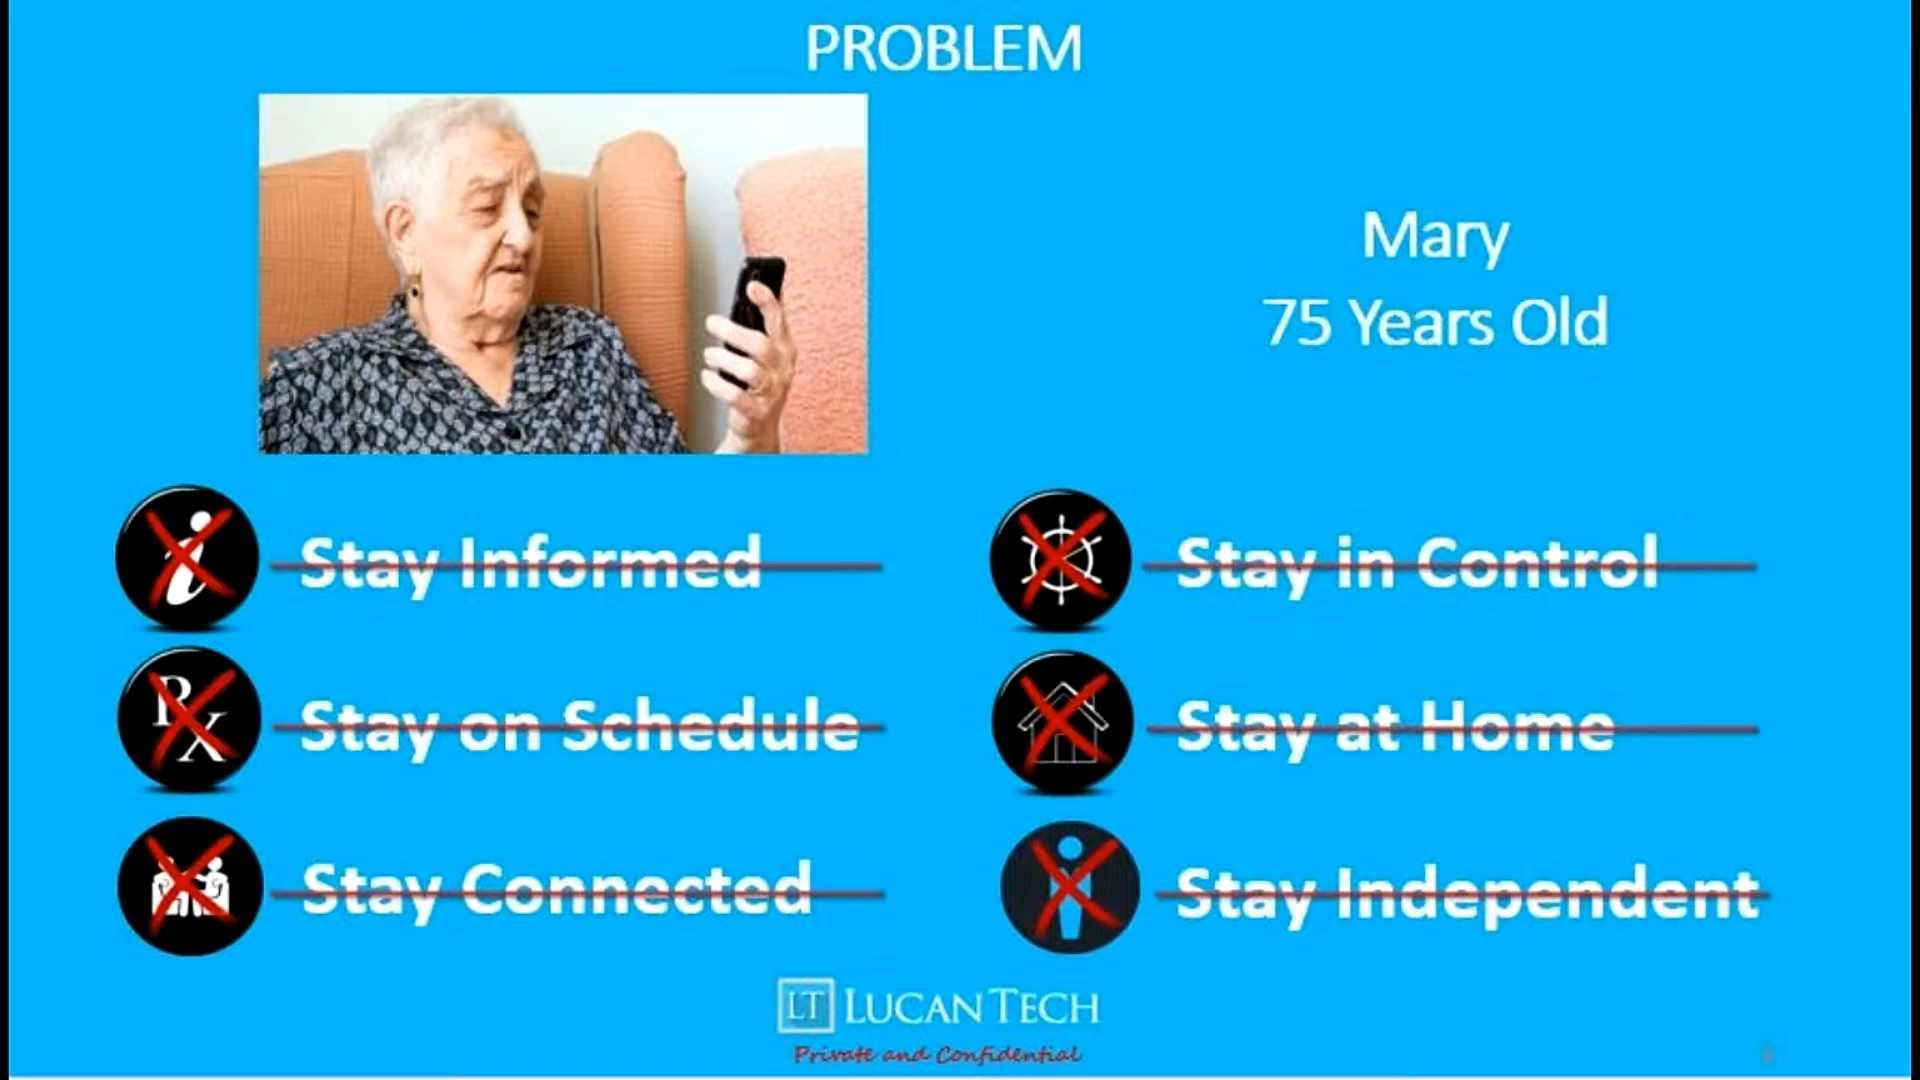 PROBLEM
Mary
75 Years Old
Stay Informed
Stay in Control
Rx
Stay on Schedule
Stay at Home
Stay Connected
Stay Independent
LT LUCAN TECH
Private and Confidential